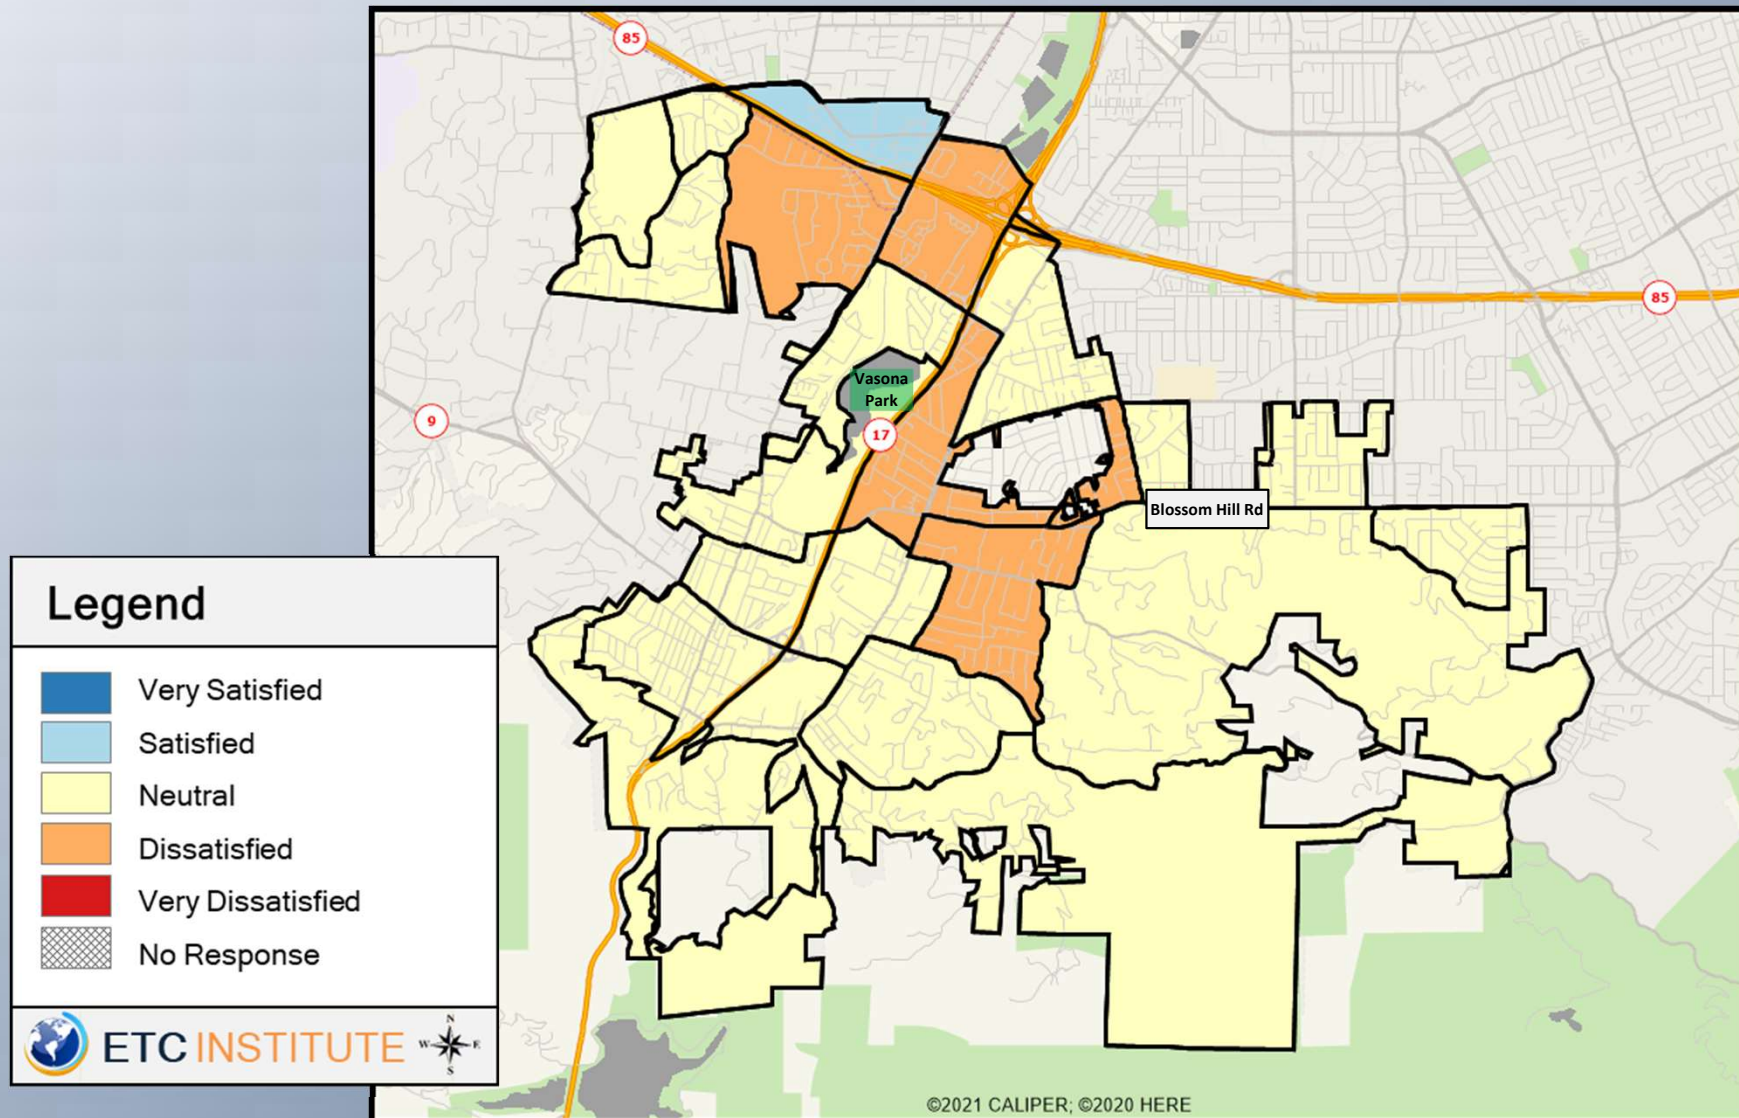 85
85
9
Vasona
Park
17
Blossom Hill Rd
Legend
Very Satisfied
Satisfied
Neutral
Dissatisfied
Very Dissatisfied
No Response
ETC INSTITUTE
N
W
E
S
©2021 CALIPER; ©2020 HERE